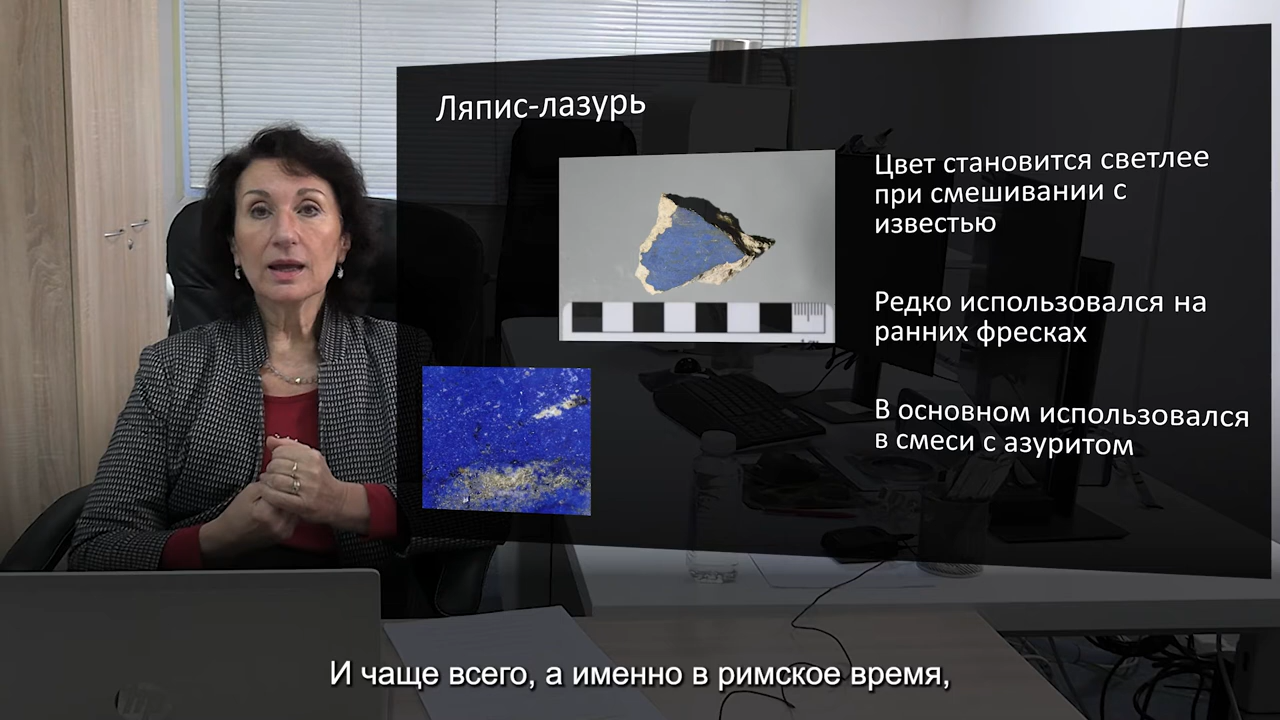 Ляпис-лазурь
Цвет становится светлее
при смешивании с
известью
Редко использовался на
ранних фресках
В основном использовался
в смеси с азуритом
И чаще всего, а именно в римское время,